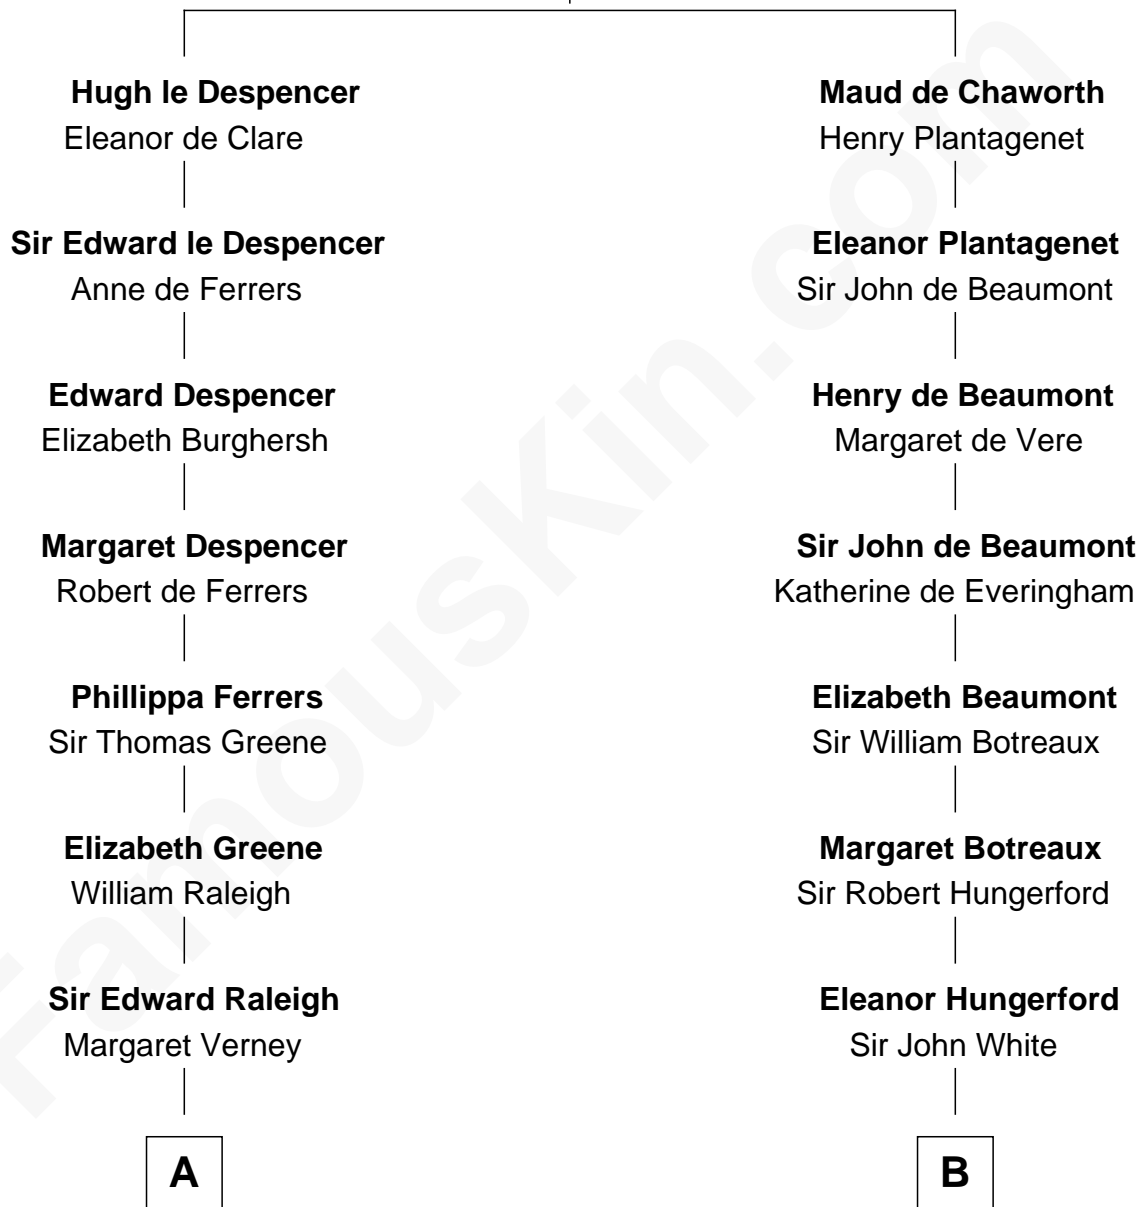 Hugh le Despencer
Eleanor de Clare
Sir Edward le Despencer
Anne de Ferrers
Edward Despencer
Elizabeth Burghersh
Margaret Despencer
Robert de Ferrers
Phillippa Ferrers
Sir Thomas Greene
Elizabeth Greene
William Raleigh
Sir Edward Raleigh
Margaret Verney
A
Maud de Chaworth
Henry Plantagenet
Eleanor Plantagenet
Sir John de Beaumont
Henry de Beaumont
Margaret de Vere
Sir John de Beaumont
Katherine de Everingham
Elizabeth Beaumont
Sir William Botreaux
Margaret Botreaux
Sir Robert Hungerford
Eleanor Hungerford
Sir John White
B
FamousKin.com